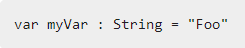 var myVar : String = "Foo"